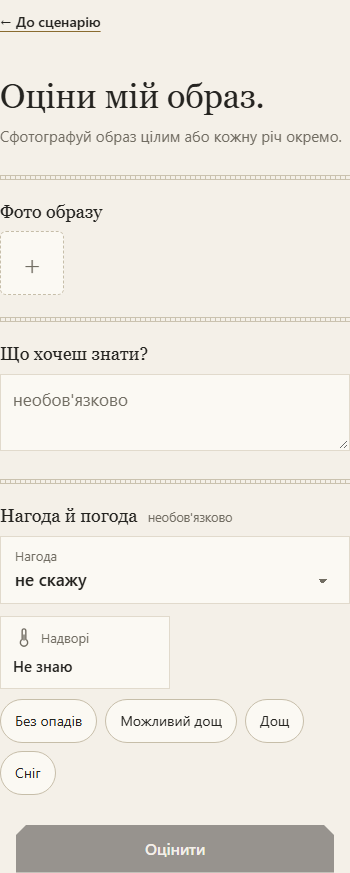 ← До сценарію
Оціни мій образ.
Сфотографуй образ цілим або кожну річ окремо.
Фото образу
+
Що хочеш знати?
необов'язково
Нагода й погода необов'язково
Нагода
не скажу
Надворі
Не знаю
Без опадів Можливий дощ Дощ
Сніг
Оцінити